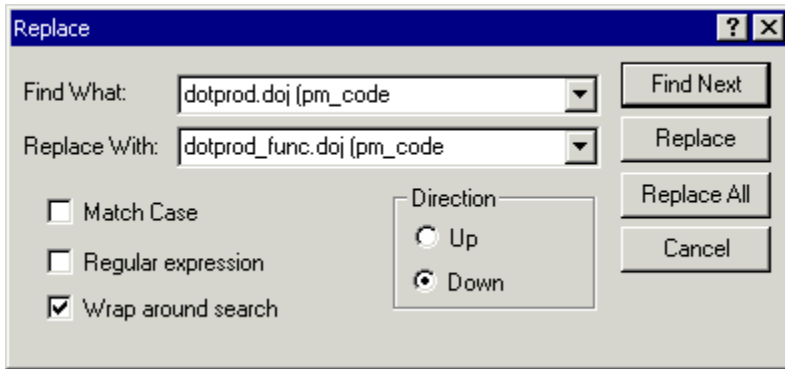 Replace
Find What: dotprod.doj (pm_code
Replace With: dotprod_func.doj (pm_code
Match Case
Regular expression
Wrap around search
Direction
Up
Down
Find Next
Replace
Replace All
Cancel